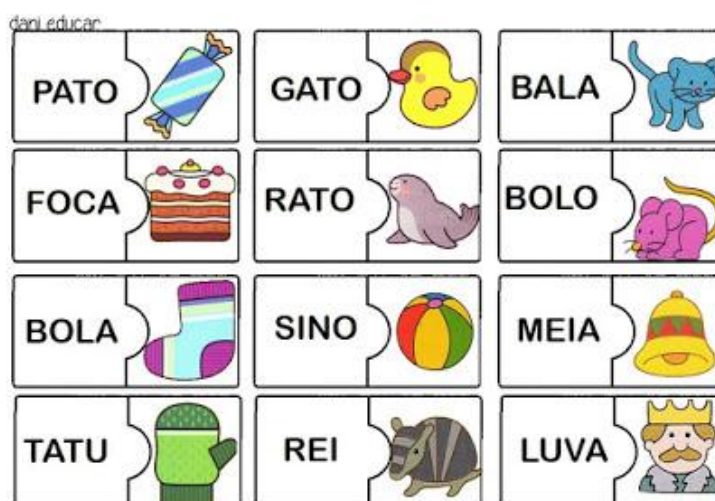 dani educar
PATO GATO BALA
FOCA RATO BOLO
BOLA SINO MEIA
TATU REI LUVA